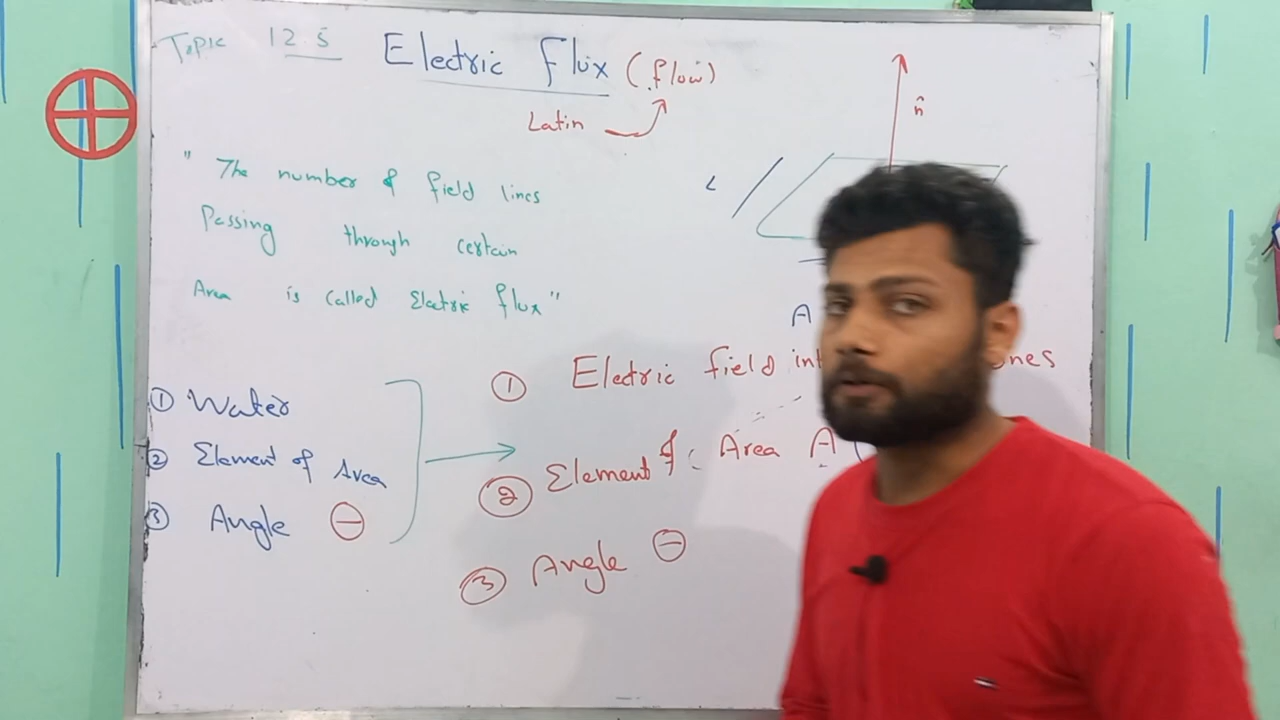 Topic 12.5 Electric Flux (flow)
Latin
n̂
" The number of field lines
Passing through certain
Area is called Electric flux "
L
A
① Water
② Element of Area
③ Angle θ
① Electric field int ines
② Element of : Area A (
③ Angle θ